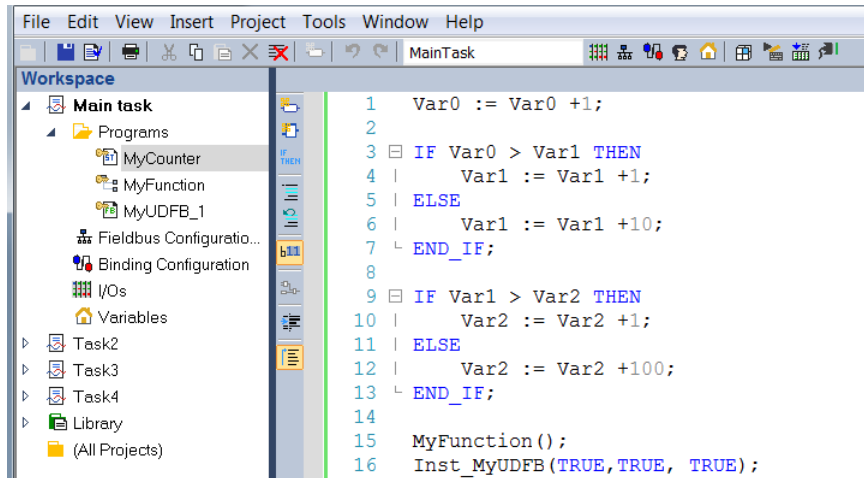 File Edit View Insert Project Tools Window Help
MainTask
Workspace
Main task
Programs
MyCounter
MyFunction
MyUDFB_1
Fieldbus Configuratio...
Binding Configuration
I/Os
Variables
Task2
Task3
Task4
Library
(All Projects)
IF
THEN
1 Var0 := Var0 +1;
2
3 IF Var0 > Var1 THEN
4 Var1 := Var1 +1;
5 ELSE
6 Var1 := Var1 +10;
7 END_IF;
8
9 IF Var1 > Var2 THEN
10 Var2 := Var2 +1;
11 ELSE
12 Var2 := Var2 +100;
13 END_IF;
14
15 MyFunction();
16 Inst_MyUDFB(TRUE,TRUE, TRUE);